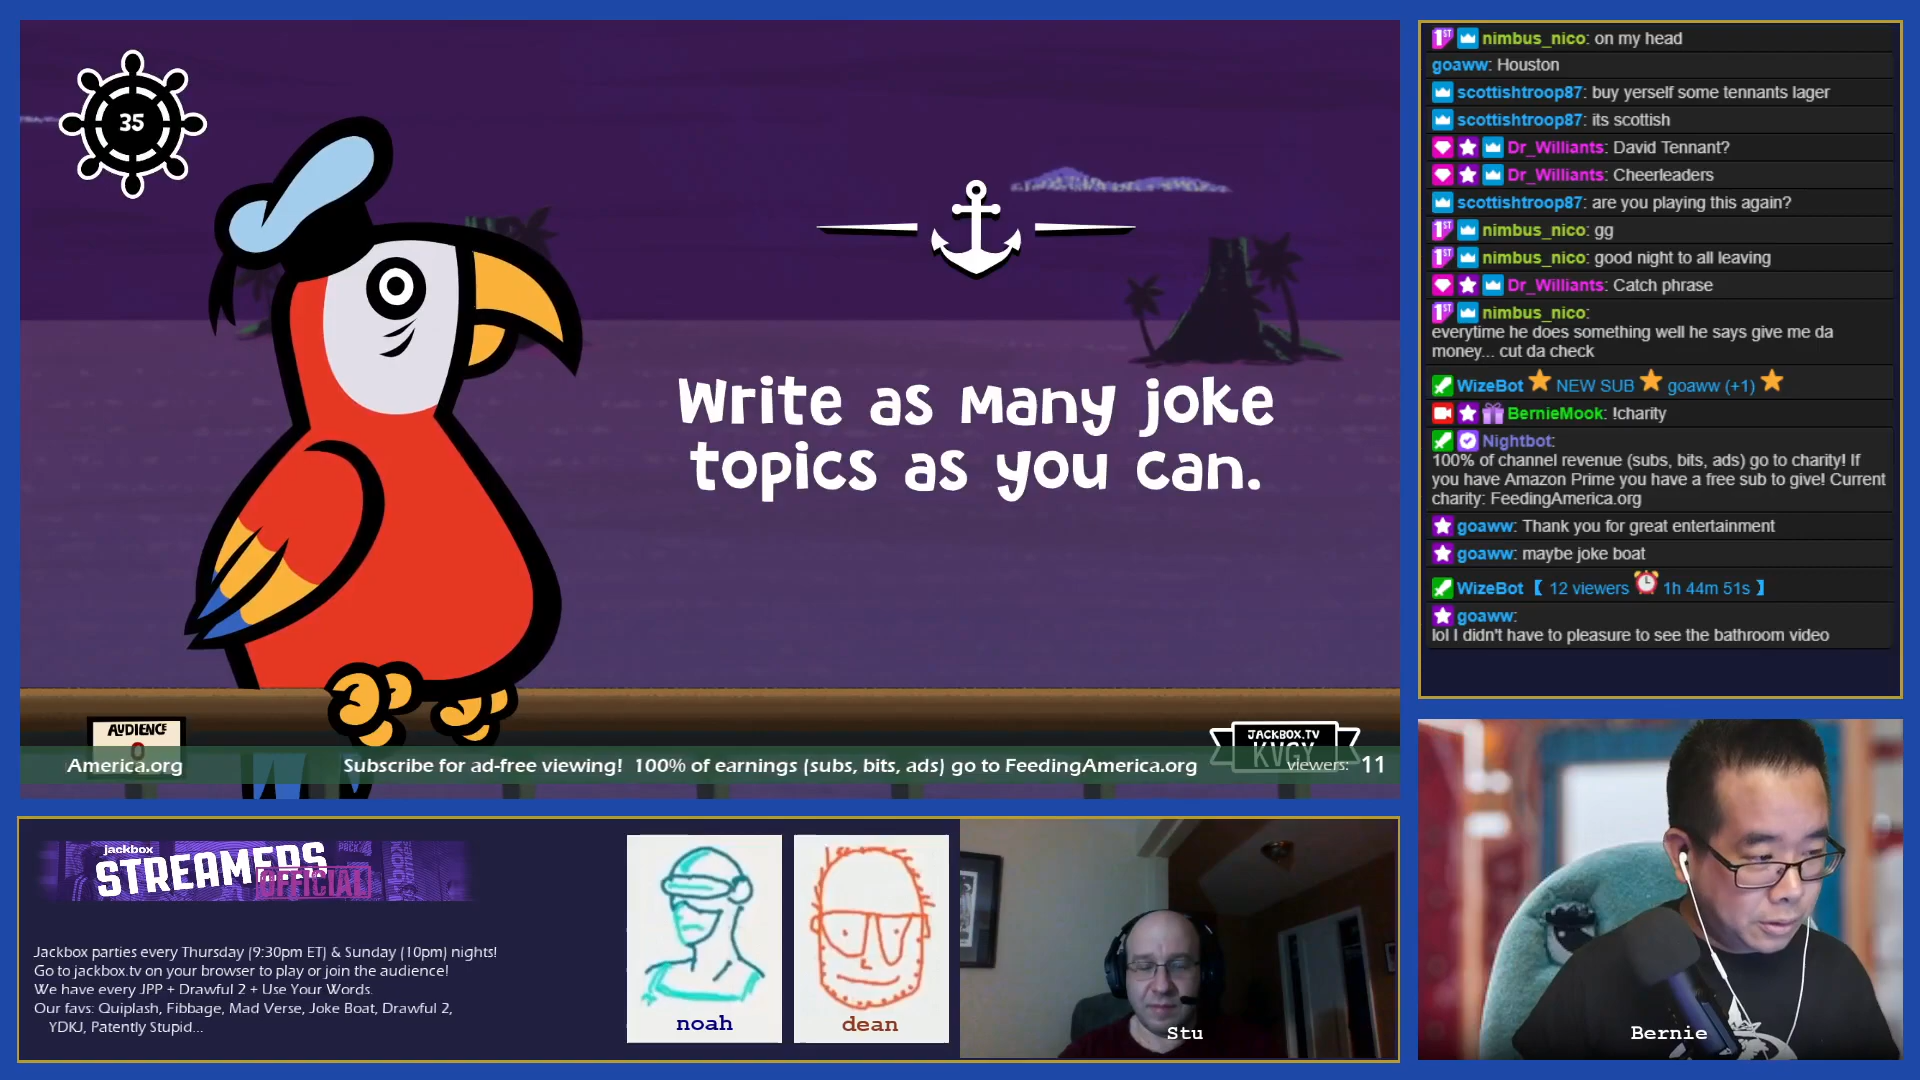 35
Write as many joke
topics as you can.
AUDIENCE
JACKBOX.TV
America.org
Subscribe for ad-free viewing! 100% of earnings (subs, bits, ads) go to FeedingAmerica.org
viewers: 11
jackbox
STREAMERS
OFFICIAL
Jackbox parties every Thursday (9:30pm ET) & Sunday (10pm) nights!
Go to jackbox.tv on your browser to play or join the audience!
We have every JPP + Drawful 2 + Use Your Words.
Our favs: Quiplash, Fibbage, Mad Verse, Joke Boat, Drawful 2,
YDKJ, Patently Stupid...
noah
dean
Stu
Bernie
1ST nimbus_nico: on my head
goaww: Houston
scottishtroop87: buy yerself some tennants lager
scottishtroop87: its scottish
Dr_Williants: David Tennant?
Dr_Williants: Cheerleaders
scottishtroop87: are you playing this again?
1ST nimbus_nico: gg
1ST nimbus_nico: good night to all leaving
Dr_Williants: Catch phrase
1ST nimbus_nico:
everytime he does something well he says give me da
money... cut da check
WizeBot NEW SUB goaww (+1)
BernieMook: !charity
Nightbot:
100% of channel revenue (subs, bits, ads) go to charity! If
you have Amazon Prime you have a free sub to give! Current
charity: FeedingAmerica.org
goaww: Thank you for great entertainment
goaww: maybe joke boat
WizeBot 【 12 viewers 1h 44m 51s 】
goaww:
lol I didn't have to pleasure to see the bathroom video